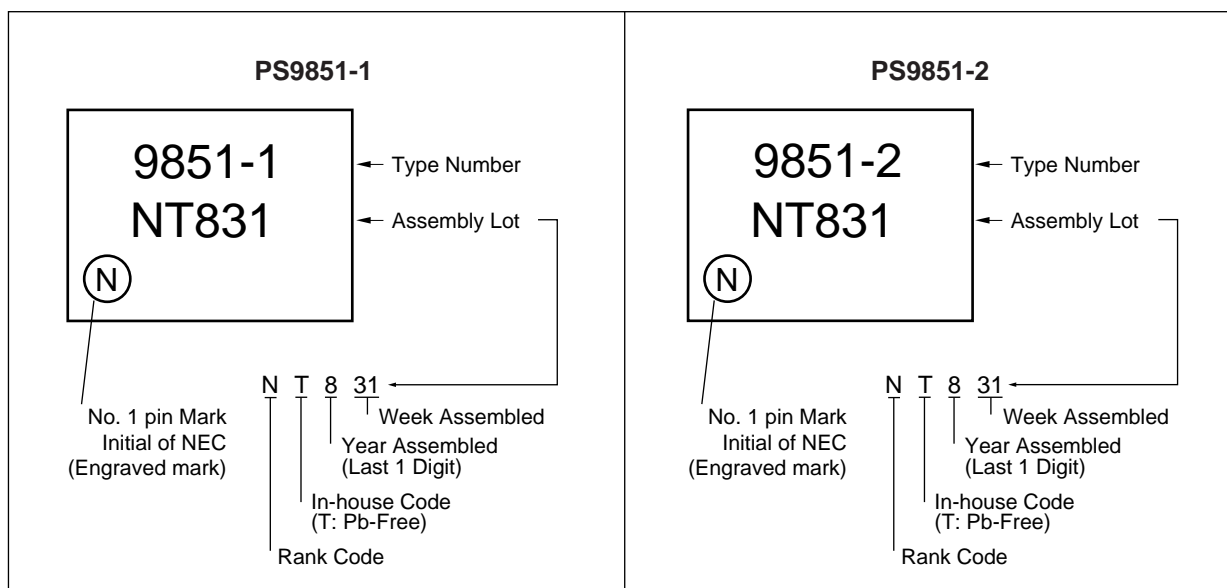 PS9851-1
9851-1
Type Number
NT831
Assembly Lot
N
N T 8 31
No. 1 pin Mark
Initial of NEC
(Engraved mark)
Week Assembled
Year Assembled
(Last 1 Digit)
In-house Code
(T: Pb-Free)
Rank Code
PS9851-2
9851-2
Type Number
NT831
Assembly Lot
N
N T 8 31
No. 1 pin Mark
Initial of NEC
(Engraved mark)
Week Assembled
Year Assembled
(Last 1 Digit)
In-house Code
(T: Pb-Free)
Rank Code